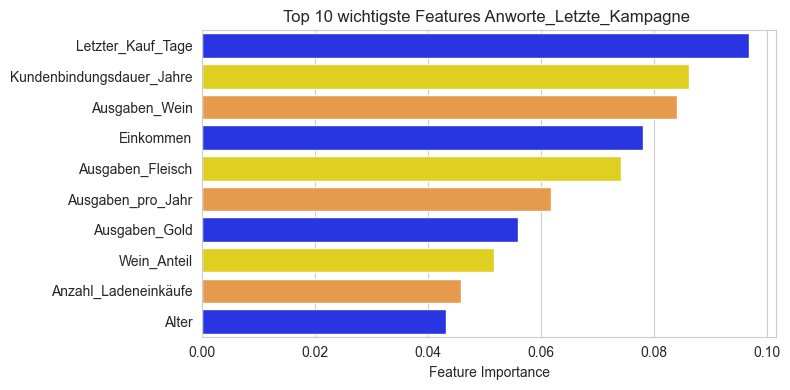 Top 10 wichtigste Features Anworte_Letzte_Kampagne
Letzter_Kauf_Tage
Kundenbindungsdauer_Jahre
Ausgaben_Wein
Einkommen
Ausgaben_Fleisch
Ausgaben_pro_Jahr
Ausgaben_Gold
Wein_Anteil
Anzahl_Ladeneinkäufe
Alter
0.00 0.02 0.04 0.06 0.08 0.10
Feature Importance